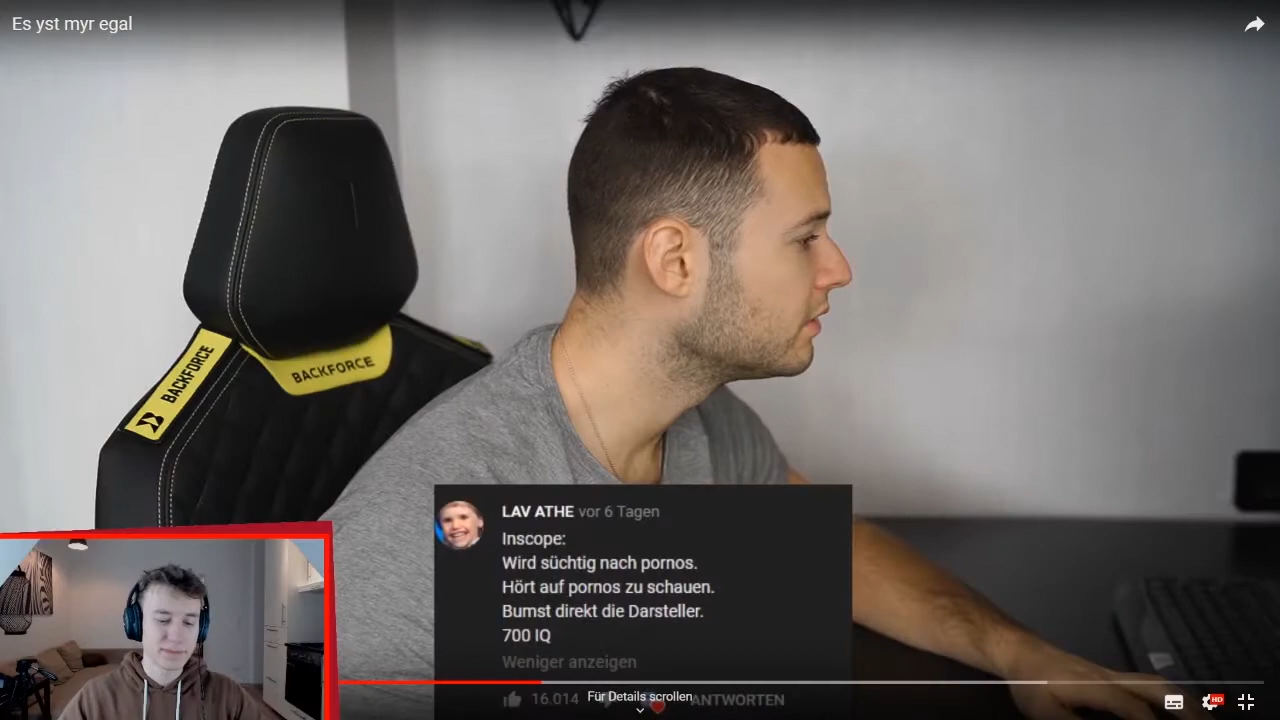 Es yst myr egal
BACKFORCE
BACKFORCE
LAV ATHE vor 6 Tagen
Inscope:
Wird süchtig nach pornos.
Hört auf pornos zu schauen.
Bumst direkt die Darsteller.
700 IQ
Weniger anzeigen
16.014
Für Details scrollen
ANTWORTEN
HD